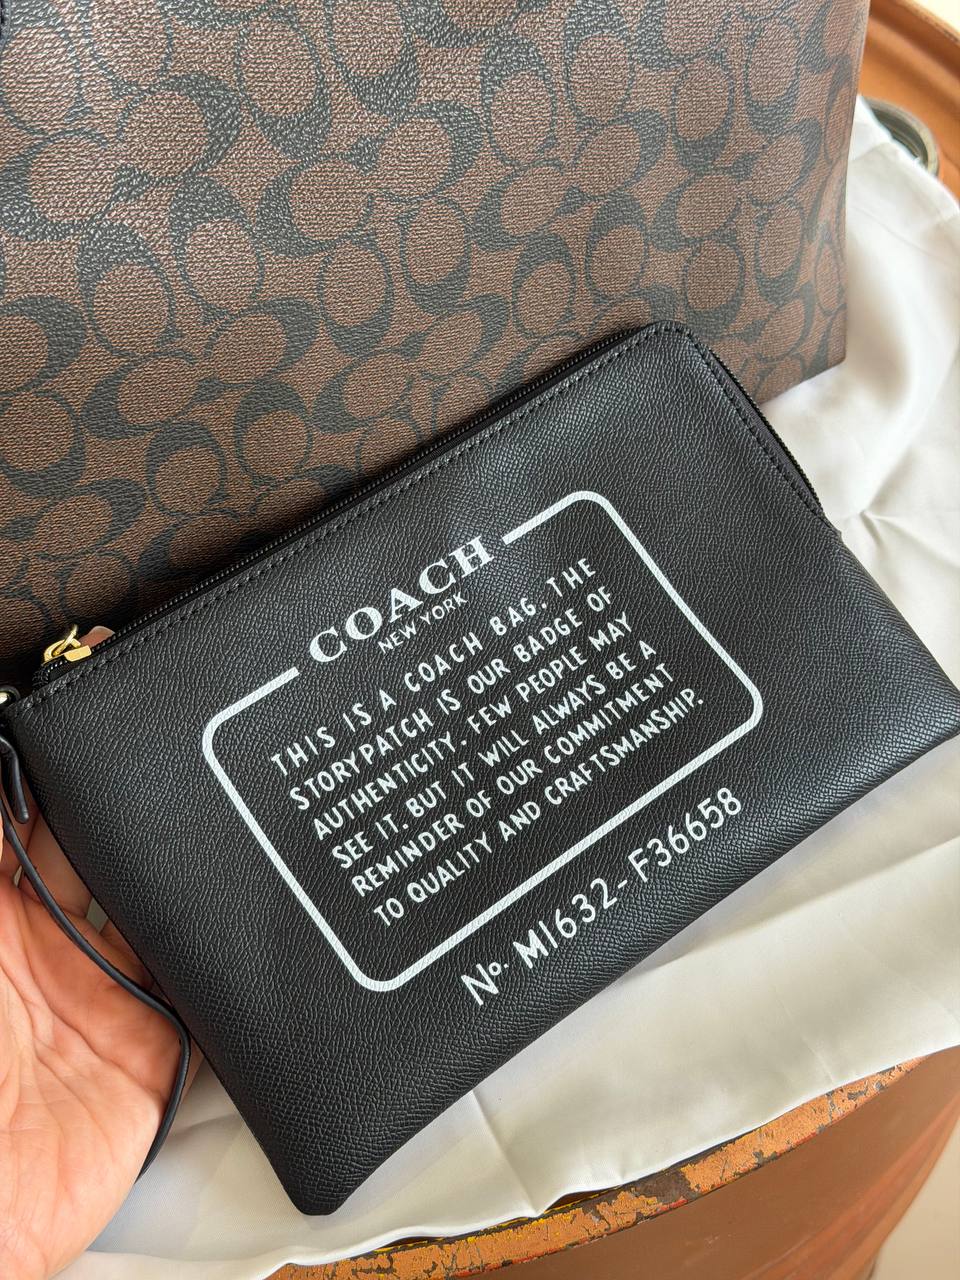 COACH
NEW YORK
THIS IS A COACH BAG. THE
STORYPATCH IS OUR BADGE OF
AUTHENTICITY. FEW PEOPLE MAY
SEE IT. BUT IT WILL ALWAYS BE A
REMINDER OF OUR COMMITMENT
TO QUALITY AND CRAFTSMANSHIP.
No. M1632-F36658